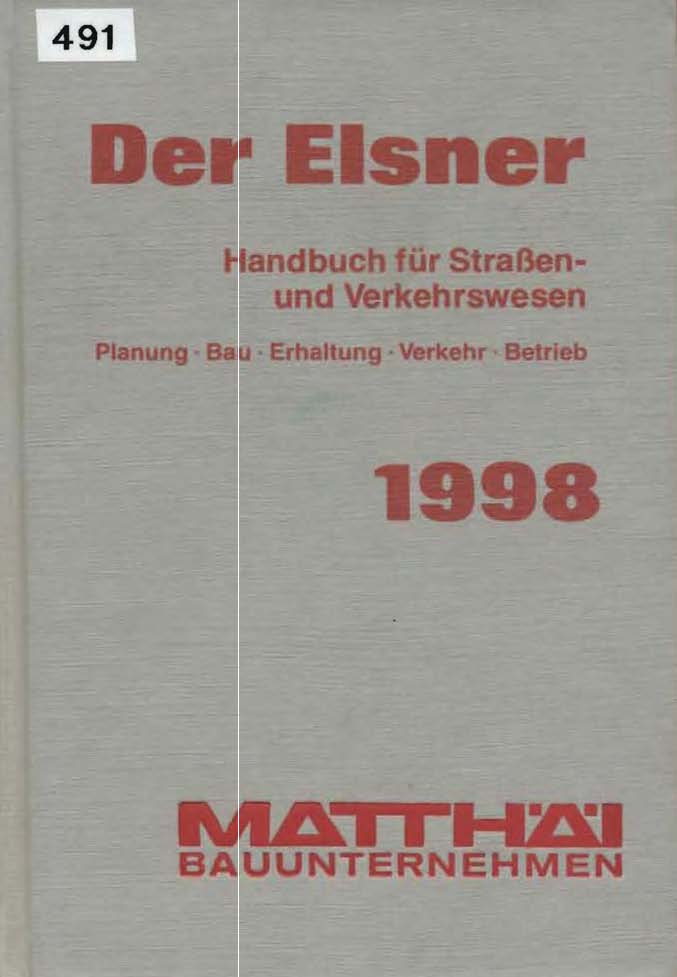 491
Der Elsner
Handbuch für Straßen-
und Verkehrswesen
Planung · Bau · Erhaltung · Verkehr · Betrieb
1998
MATTHÄI
BAUUNTERNEHMEN